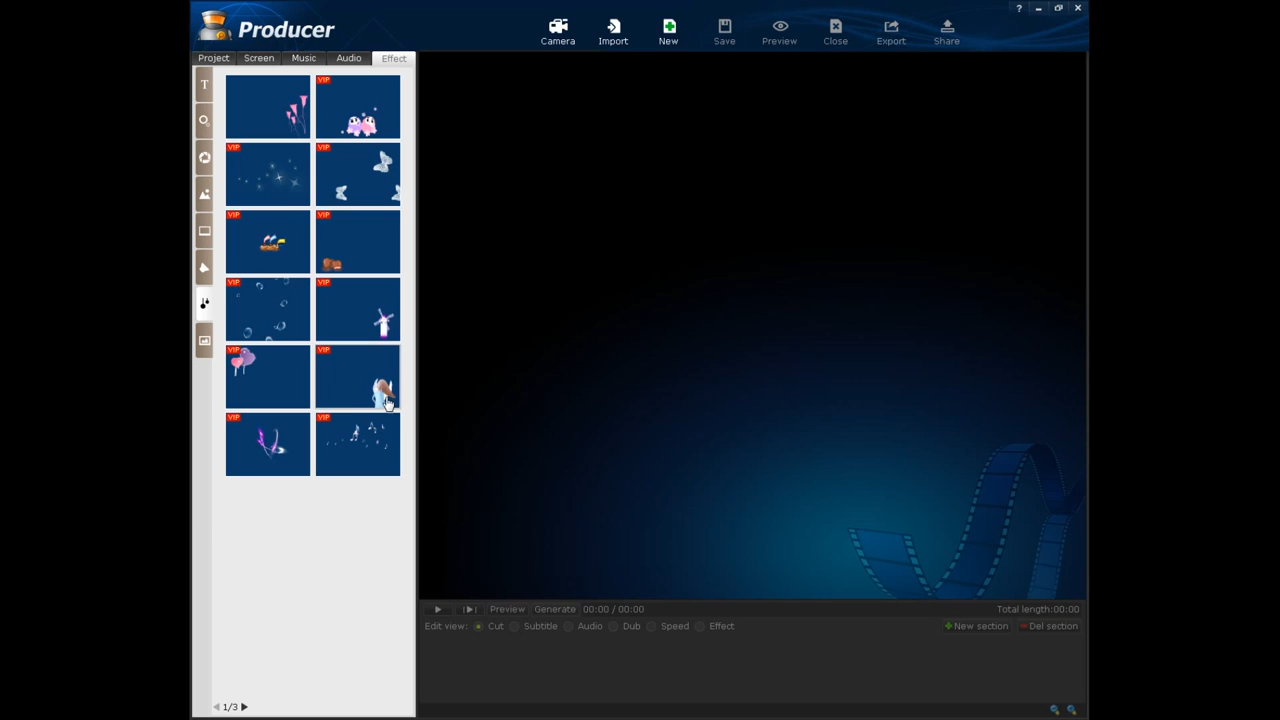 Producer
Camera Import New Save Preview Close Export Share
?
Project Screen Music Audio Effect
T
VIP
VIP VIP
VIP VIP
VIP VIP
VIP VIP
VIP VIP
Preview Generate 00:00 / 00:00 Total length:00:00
Edit view: Cut Subtitle Audio Dub Speed Effect New section Del section
1/3